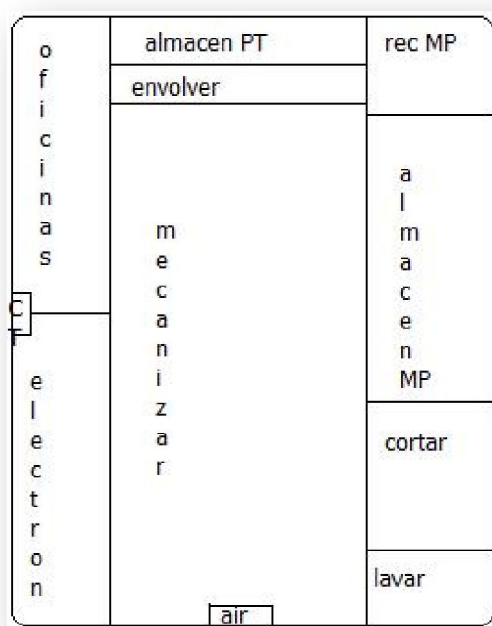 oficinas
almacen PT
rec MP
envolver
almacen
MP
mecanizar
CT
electron
cortar
lavar
air